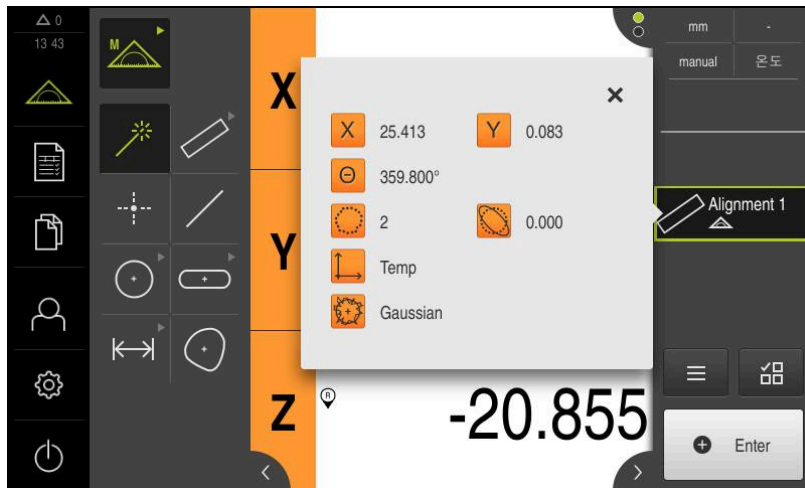 0
13 43
M
mm -
manual 온도
X
X 25.413 Y 0.083
Θ 359.800°
2 0.000
Y
Temp
Gaussian
Alignment 1
Z R -20.855
Enter